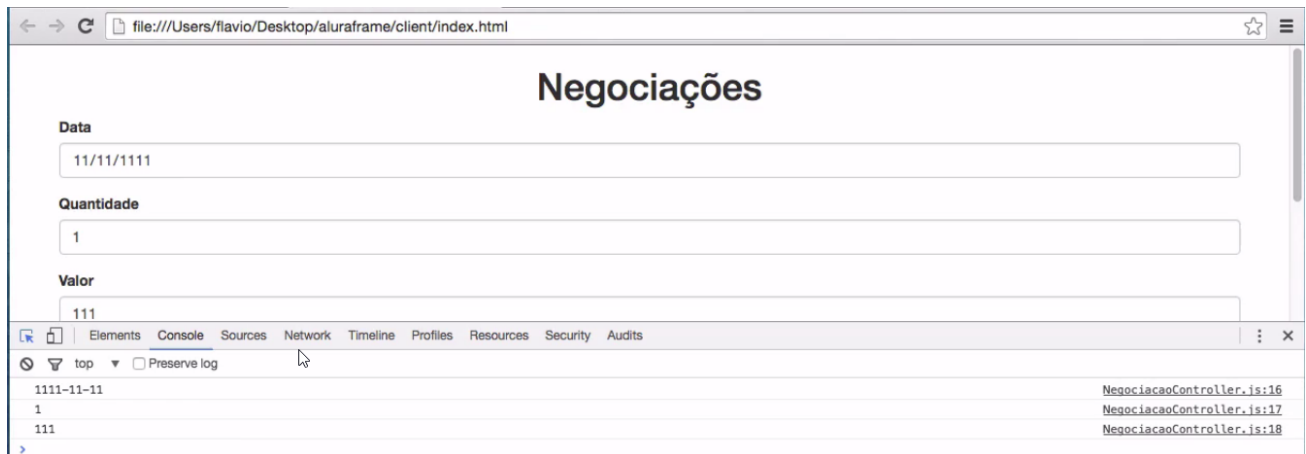 file:///Users/flavio/Desktop/aluraframe/client/index.html
Negociações
Data
11/11/1111
Quantidade
1
Valor
111
Elements Console Sources Network Timeline Profiles Resources Security Audits
top ▼ Preserve log
1111-11-11 NegociacaoController.js:16
1 NegociacaoController.js:17
111 NegociacaoController.js:18
>